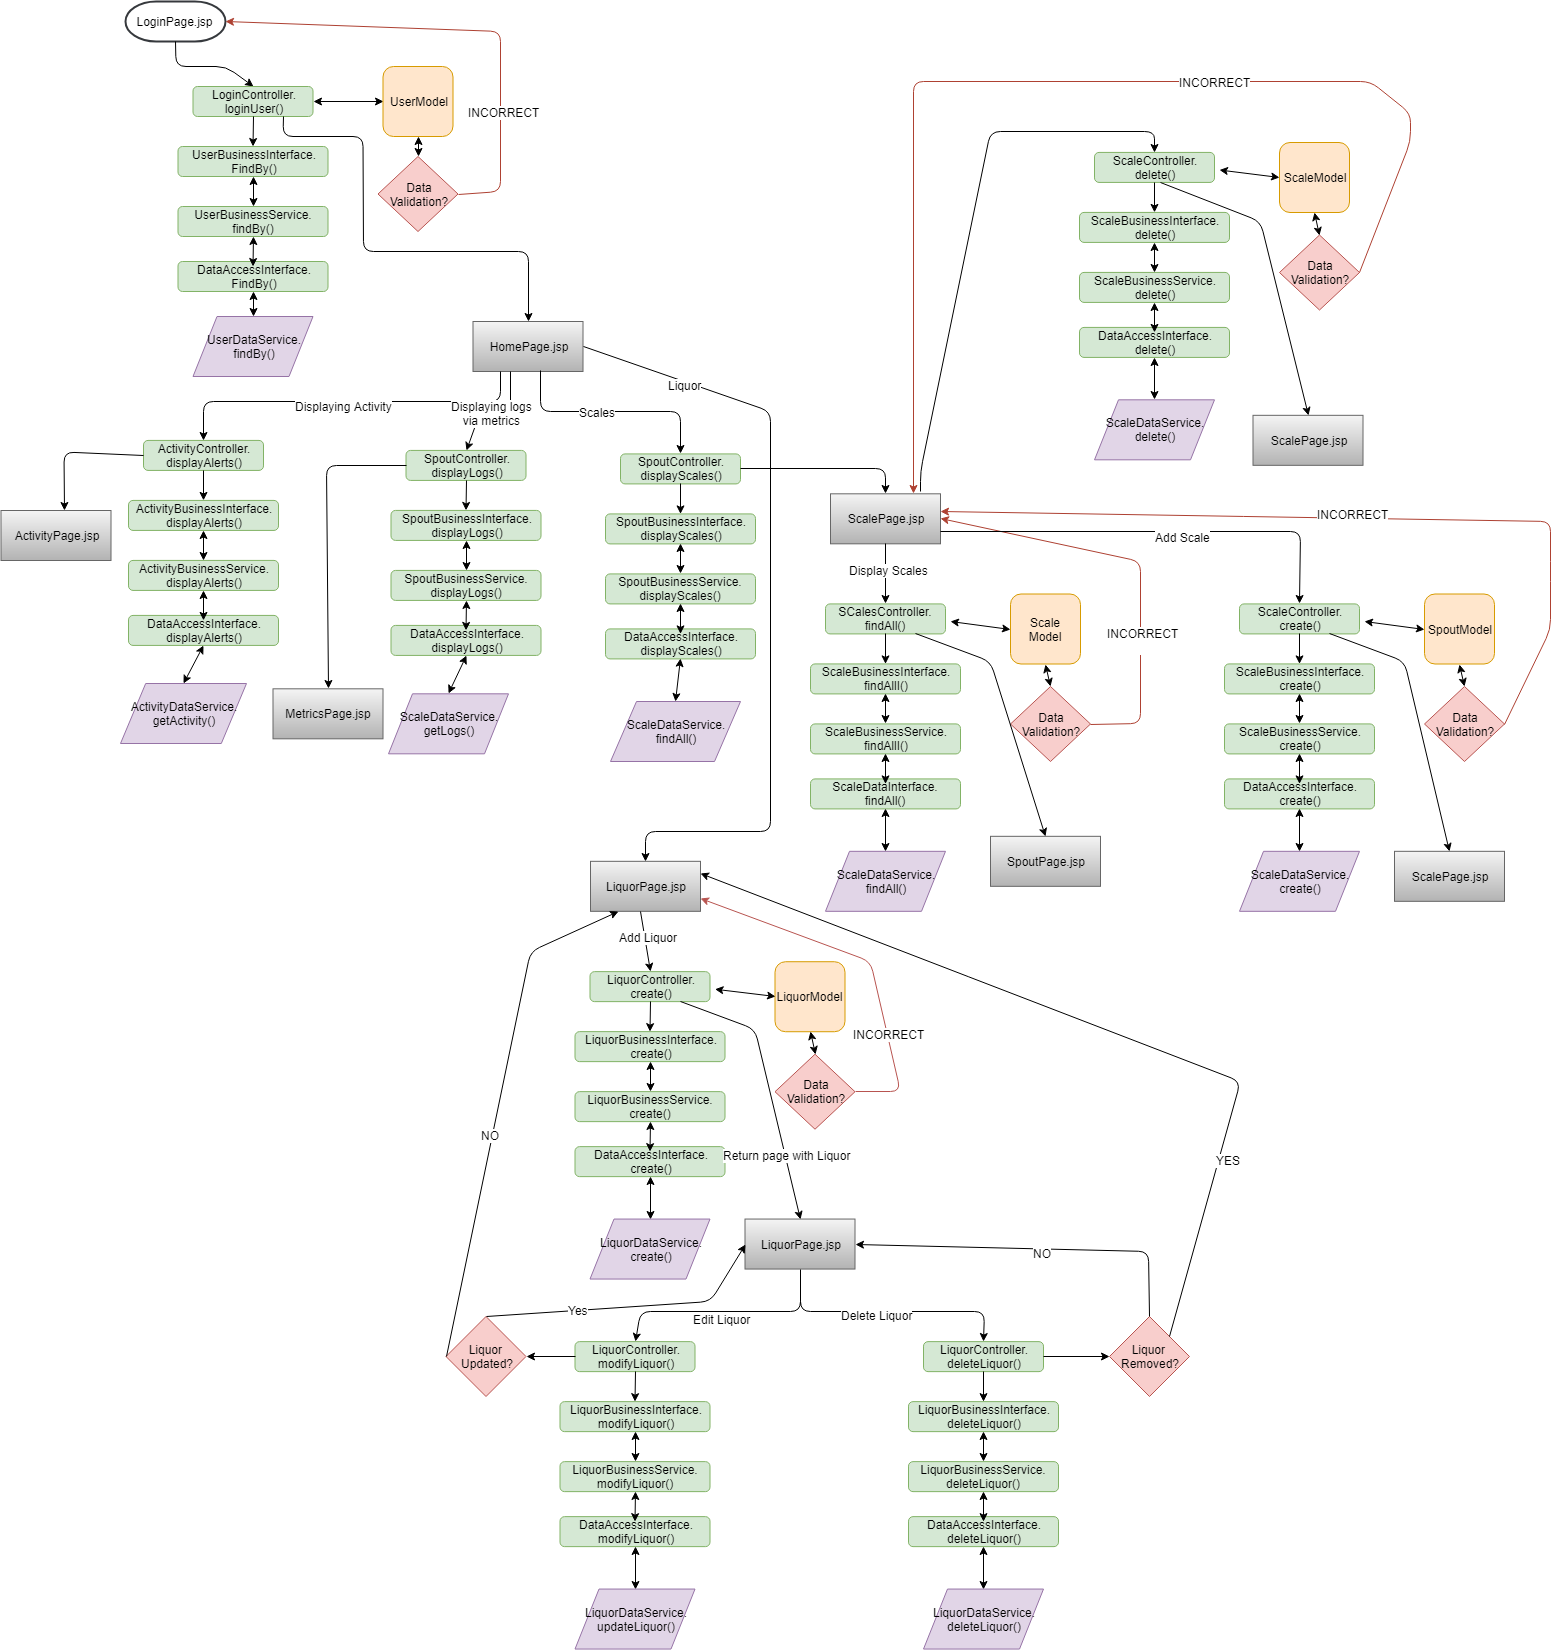 LoginPage.jsp
LoginController.
loginUser()
UserModel
INCORRECT
UserBusinessInterface.
FindBy()
Data
Validation?
UserBusinessService.
findBy()
DataAccessInterface.
FindBy()
UserDataService.
findBy()
HomePage.jsp
INCORRECT
ScaleController.
delete()
ScaleModel
ScaleBusinessInterface.
delete()
Data
Validation?
ScaleBusinessService.
delete()
DataAccessInterface.
delete()
ScaleDataService.
delete()
ScalePage.jsp
Displaying Activity
Displaying logs
via metrics
Scales
Liquor
ActivityController.
displayAlerts()
ActivityPage.jsp
ActivityBusinessInterface.
displayAlerts()
ActivityBusinessService.
displayAlerts()
DataAccessInterface.
displayAlerts()
ActivityDataService.
getActivity()
SpoutController.
displayLogs()
SpoutBusinessInterface.
displayLogs()
SpoutBusinessService.
displayLogs()
DataAccessInterface.
displayLogs()
MetricsPage.jsp
ScaleDataService.
getLogs()
SpoutController.
displayScales()
SpoutBusinessInterface.
displayScales()
SpoutBusinessService.
displayScales()
DataAccessInterface.
displayScales()
ScaleDataService.
findAll()
ScalePage.jsp
Display Scales
SCalesController.
findAll()
Scale
Model
INCORRECT
ScaleBusinessInterface.
findAlll()
Data
Validation?
ScaleBusinessService.
findAlll()
ScaleDataInterface.
findAll()
ScaleDataService.
findAll()
SpoutPage.jsp
INCORRECT
Add Scale
ScaleController.
create()
SpoutModel
ScaleBusinessInterface.
create()
Data
Validation?
ScaleBusinessService.
create()
DataAccessInterface.
create()
ScaleDataService.
create()
ScalePage.jsp
LiquorPage.jsp
Add Liquor
LiquorController.
create()
LiquorModel
INCORRECT
LiquorBusinessInterface.
create()
Data
Validation?
LiquorBusinessService.
create()
DataAccessInterface.
create()
Return page with Liquor
NO
YES
LiquorDataService.
create()
LiquorPage.jsp
NO
Yes
Edit Liquor
Delete Liquor
Liquor
Updated?
LiquorController.
modifyLiquor()
LiquorController.
deleteLiquor()
Liquor
Removed?
LiquorBusinessInterface.
modifyLiquor()
LiquorBusinessInterface.
deleteLiquor()
LiquorBusinessService.
modifyLiquor()
LiquorBusinessService.
deleteLiquor()
DataAccessInterface.
modifyLiquor()
DataAccessInterface.
deleteLiquor()
LiquorDataService.
updateLiquor()
LiquorDataService.
deleteLiquor()